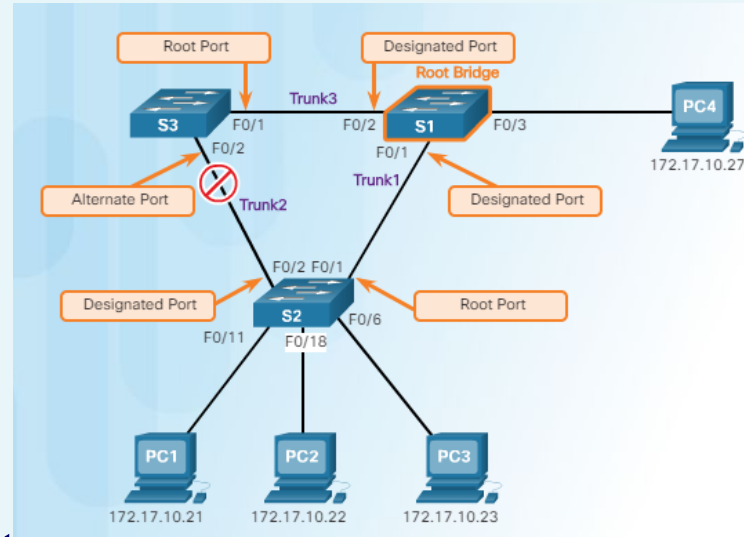 Root Port
Designated Port
Root Bridge
Trunk3
S3
F0/1
F0/2
S1
F0/3
PC4
F0/2
F0/1
172.17.10.27
Trunk1
Alternate Port
Trunk2
Designated Port
F0/2 F0/1
Designated Port
Root Port
S2
F0/6
F0/11
F0/18
PC1
PC2
PC3
172.17.10.21
172.17.10.22
172.17.10.23